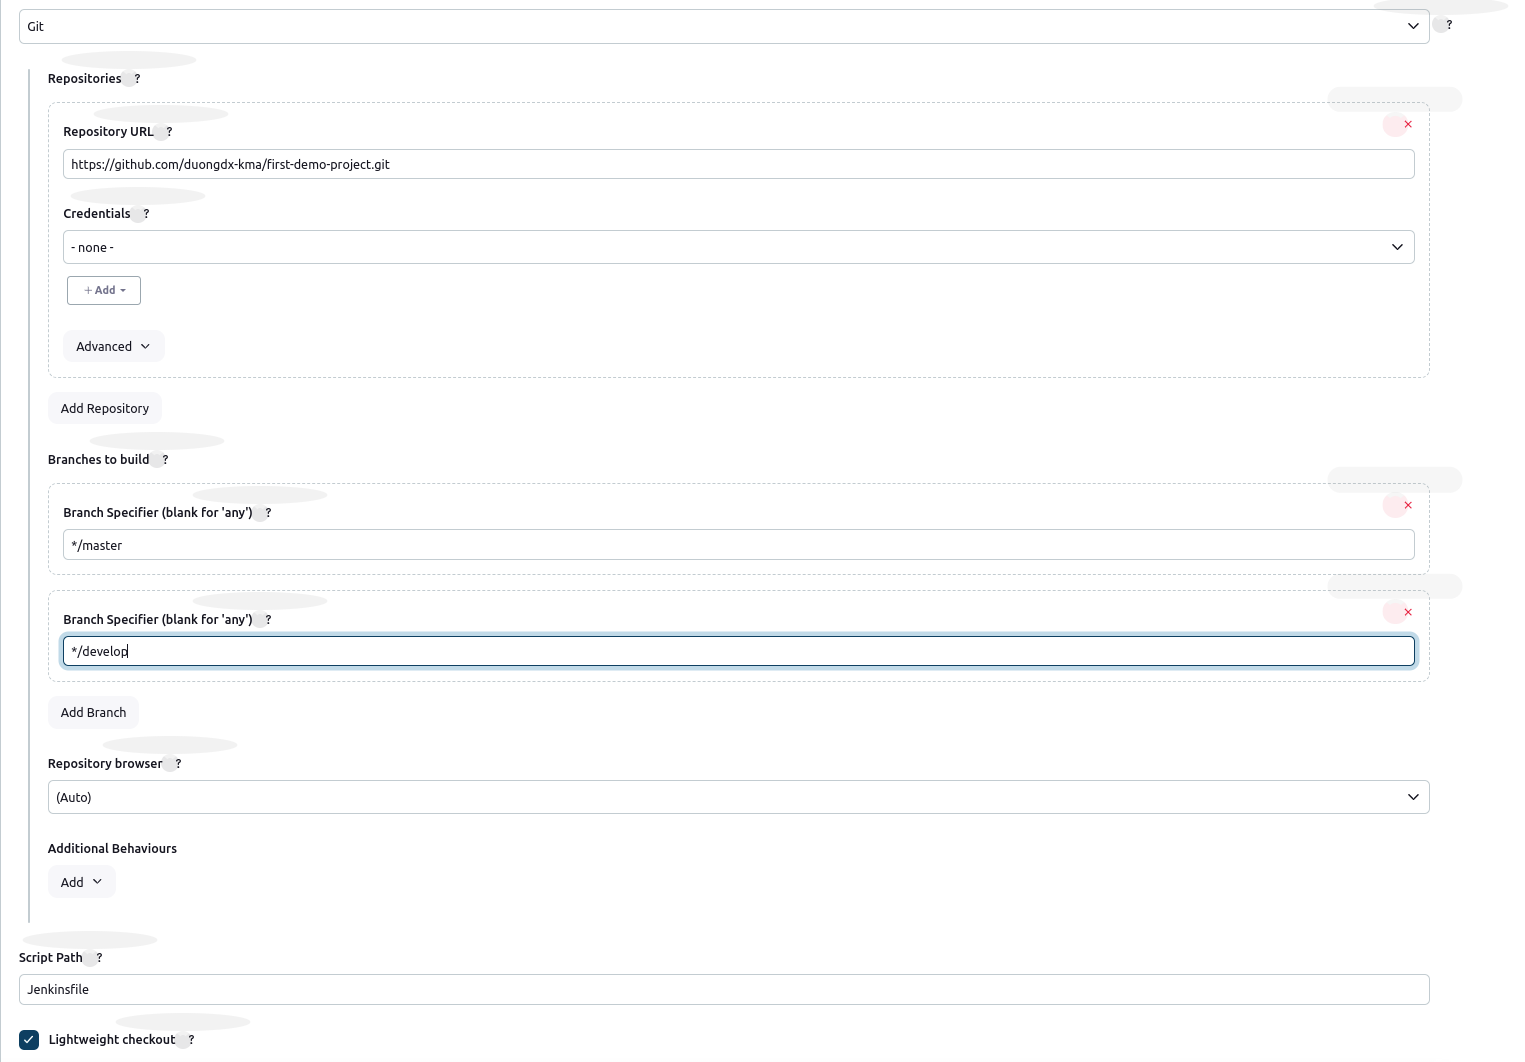 Git
?
Repositories ?
Repository URL ?
https://github.com/duongdx-kma/first-demo-project.git
Credentials ?
- none -
+ Add
Advanced
Add Repository
Branches to build ?
Branch Specifier (blank for 'any') ?
*/master
Branch Specifier (blank for 'any') ?
*/develop
Add Branch
Repository browser ?
(Auto)
Additional Behaviours
Add
Script Path ?
Jenkinsfile
Lightweight checkout ?